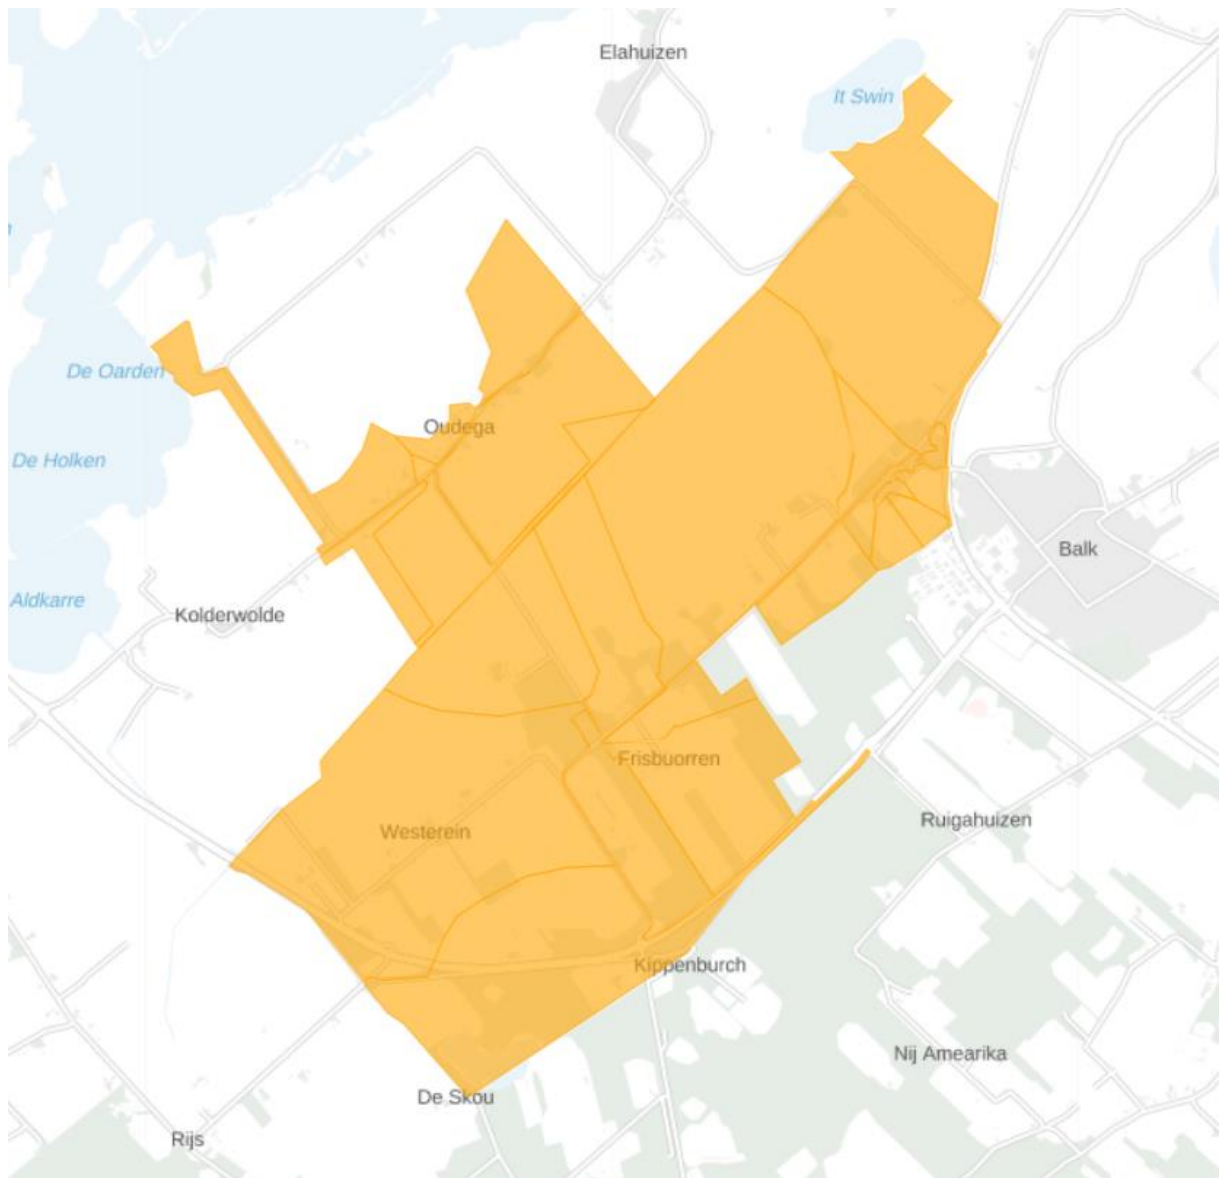 Elahuizen
It Swin
De Oarden
Oudega
De Holken
Balk
Aldkarre
Kolderwolde
Frisbuorren
Ruigahuizen
Westerein
Kippenburch
Nij Amearika
De Skou
Rijs